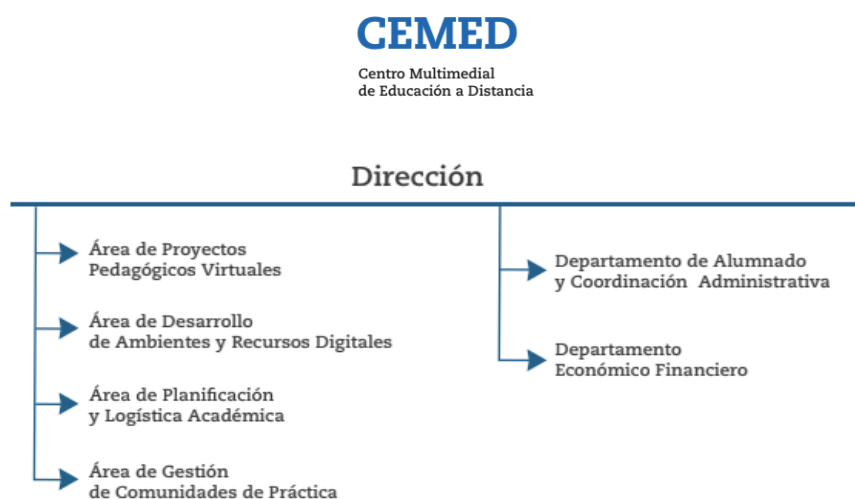 CEMED
Centro Multimedial
de Educación a Distancia
Dirección
Área de Proyectos
Pedagógicos Virtuales
Área de Desarrollo
de Ambientes y Recursos Digitales
Área de Planificación
y Logística Académica
Área de Gestión
de Comunidades de Práctica
Departamento de Alumnado
y Coordinación Administrativa
Departamento
Económico Financiero